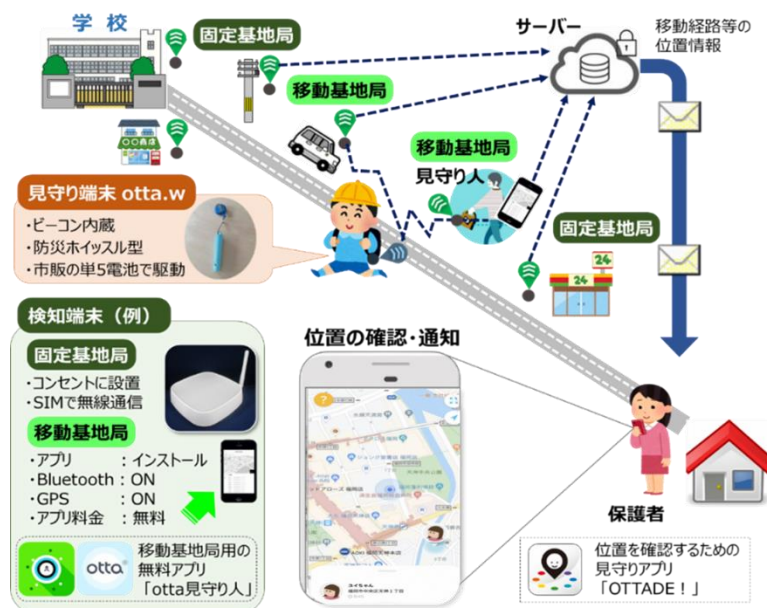 学 校
固定基地局
サーバー
移動経路等の
位置情報
移動基地局
〇〇商店
移動基地局
見守り人
見守り端末 otta.w
・ビーコン内蔵
・防災ホイッスル型
・市販の単5電池で駆動
固定基地局
24
24
検知端末（例）
固定基地局
・コンセントに設置
・SIMで無線通信
移動基地局
・アプリ ：インストール
・Bluetooth：ON
・GPS ：ON
・アプリ料金 ：無料
otta
移動基地局用の
無料アプリ
「otta見守り人」
位置の確認・通知
?
保護者
位置を確認するための
見守りアプリ
「OTTADE！」